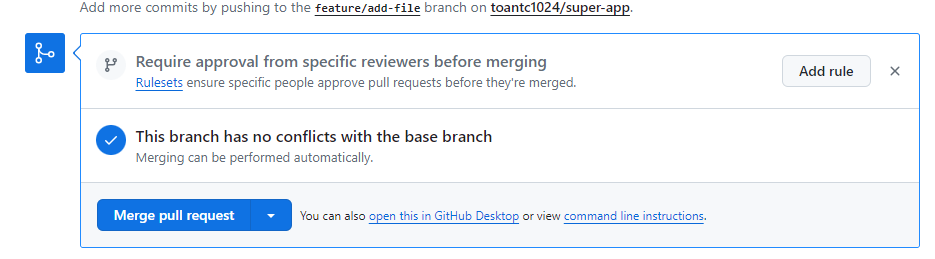 Add more commits by pushing to the feature/add-file branch on toantc1024/super-app.
Require approval from specific reviewers before merging
Rulesets ensure specific people approve pull requests before they're merged.
Add rule
This branch has no conflicts with the base branch
Merging can be performed automatically.
Merge pull request
You can also open this in GitHub Desktop or view command line instructions.